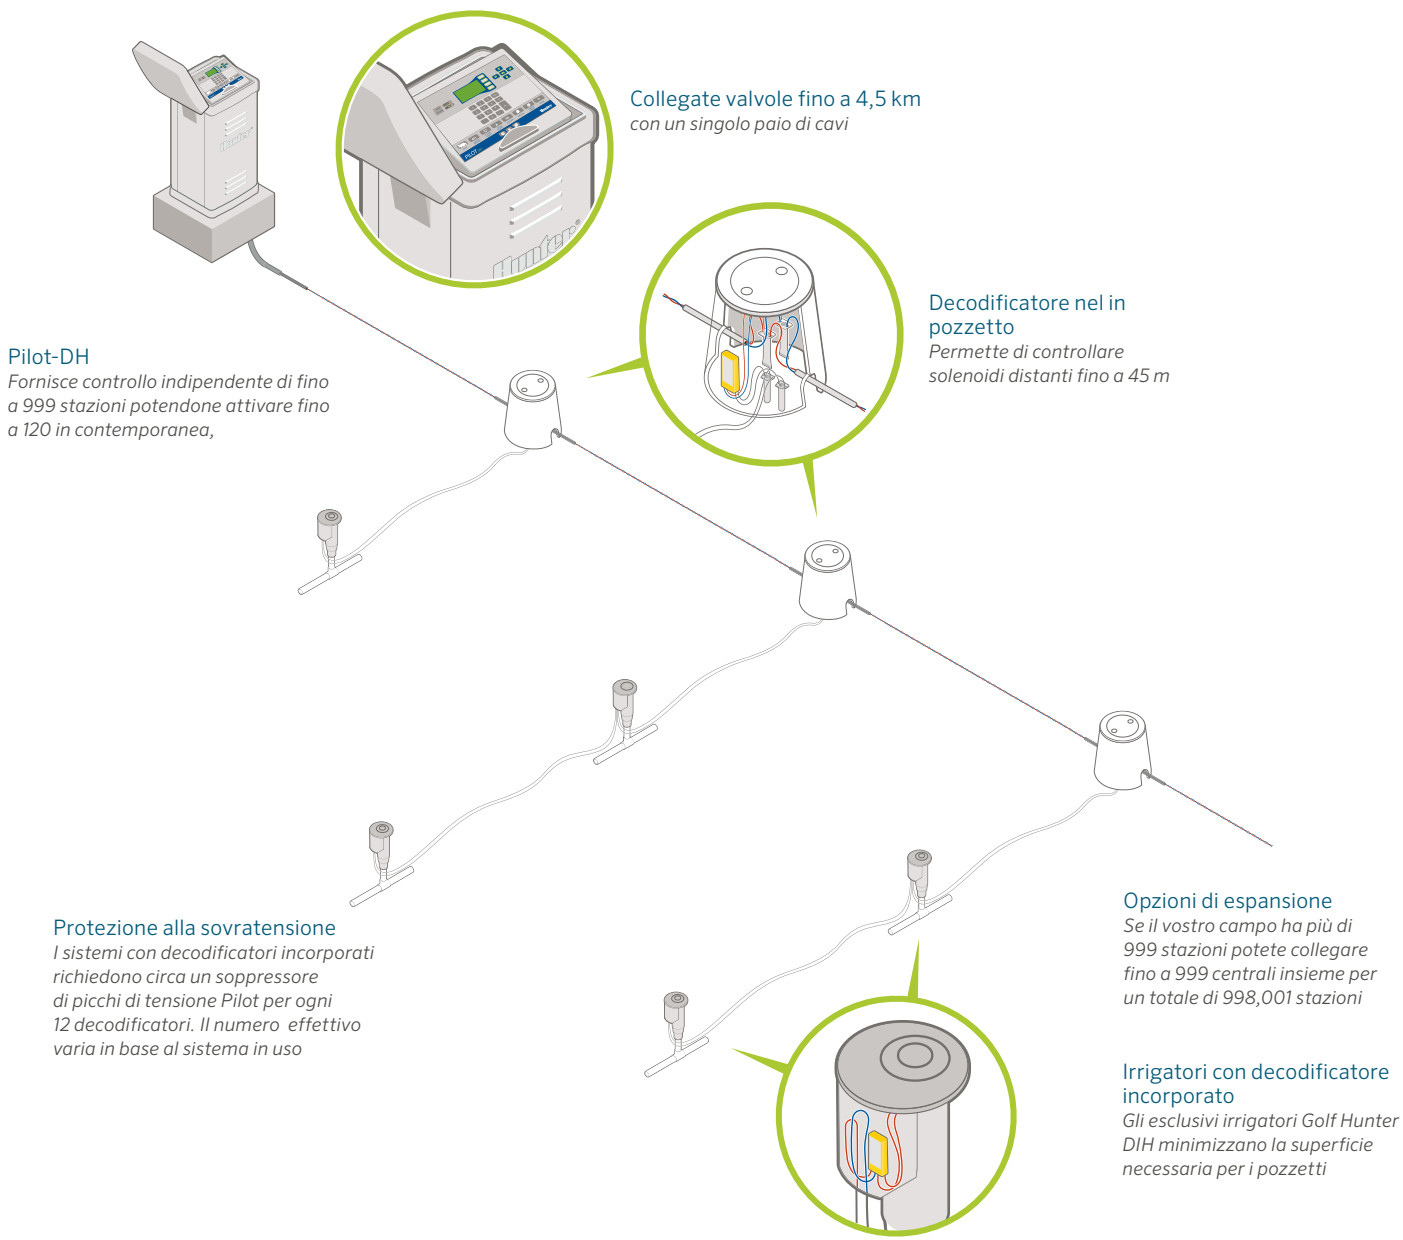 Collegate valvole fino a 4,5 km
con un singolo paio di cavi
PILOT
Hunter
Hunter®
Decodificatore nel in
pozzetto
Permette di controllare
solenoidi distanti fino a 45 m
Pilot-DH
Fornisce controllo indipendente di fino
a 999 stazioni potendone attivare fino
a 120 in contemporanea,
Protezione alla sovratensione
I sistemi con decodificatori incorporati
richiedono circa un soppressore
di picchi di tensione Pilot per ogni
12 decodificatori. Il numero  effettivo
varia in base al sistema in uso
Opzioni di espansione
Se il vostro campo ha più di
999 stazioni potete collegare
fino a 999 centrali insieme per
un totale di 998,001 stazioni
Irrigatori con decodificatore
incorporato
Gli esclusivi irrigatori Golf Hunter
DIH minimizzano la superficie
necessaria per i pozzetti